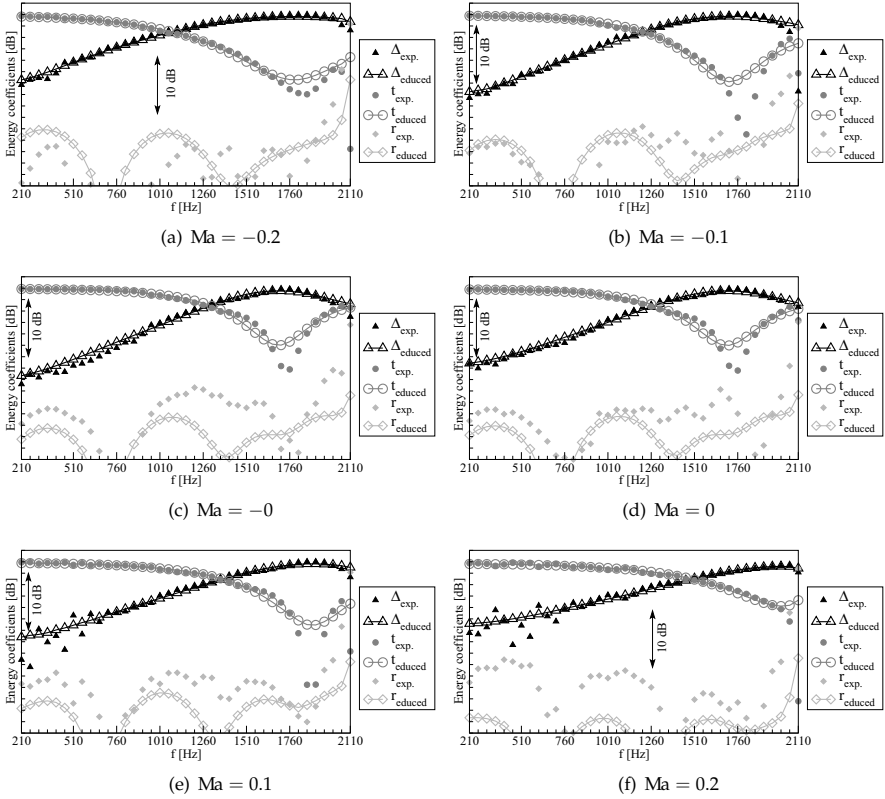 Energy coefficients [dB]
10 dB
210 510 760 1010 1260 1510 1760 2110
f [Hz]
Δexp.
Δeduced
texp.
teduced
rexp.
reduced
(a) Ma = −0.2
Energy coefficients [dB]
10 dB
210 510 760 1010 1260 1510 1760 2110
f [Hz]
Δexp.
Δeduced
texp.
teduced
rexp.
reduced
(b) Ma = −0.1
Energy coefficients [dB]
10 dB
210 510 760 1010 1260 1510 1760 2110
f [Hz]
Δexp.
Δeduced
texp.
teduced
rexp.
reduced
(c) Ma = −0
Energy coefficients [dB]
10 dB
210 510 760 1010 1260 1510 1760 2110
f [Hz]
Δexp.
Δeduced
texp.
teduced
rexp.
reduced
(d) Ma = 0
Energy coefficients [dB]
10 dB
210 510 760 1010 1260 1510 1760 2110
f [Hz]
Δexp.
Δeduced
texp.
teduced
rexp.
reduced
(e) Ma = 0.1
Energy coefficients [dB]
10 dB
210 510 760 1010 1260 1510 1760 2110
f [Hz]
Δexp.
Δeduced
texp.
teduced
rexp.
reduced
(f) Ma = 0.2